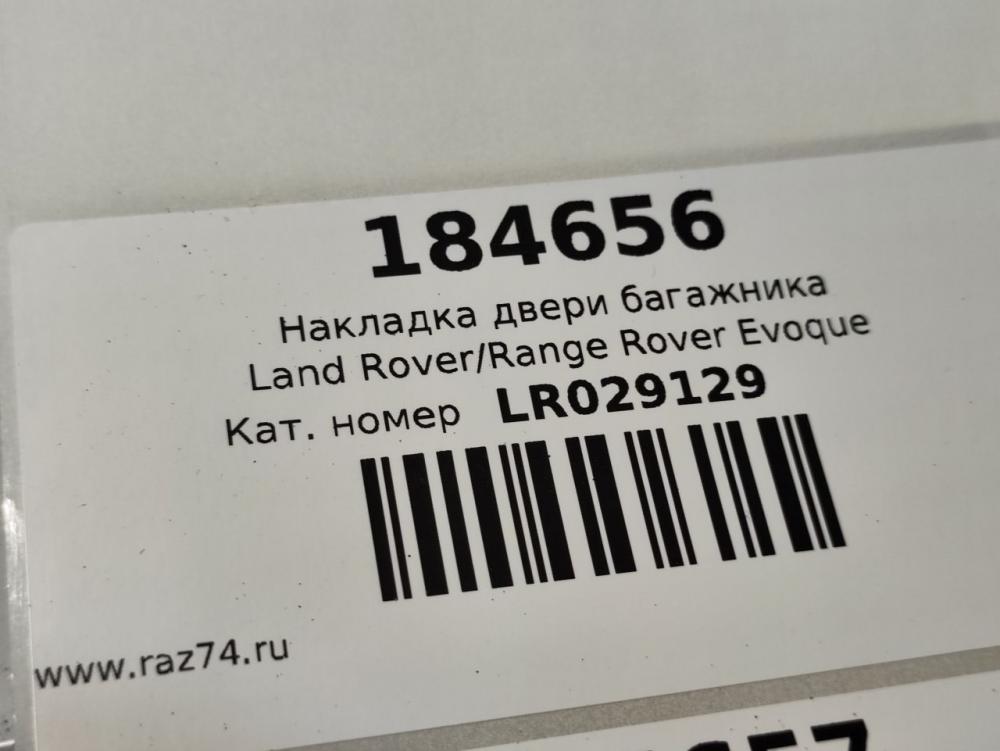 184656
Накладка двери багажника
Land Rover/Range Rover Evoque
Кат. номер LR029129
www.raz74.ru